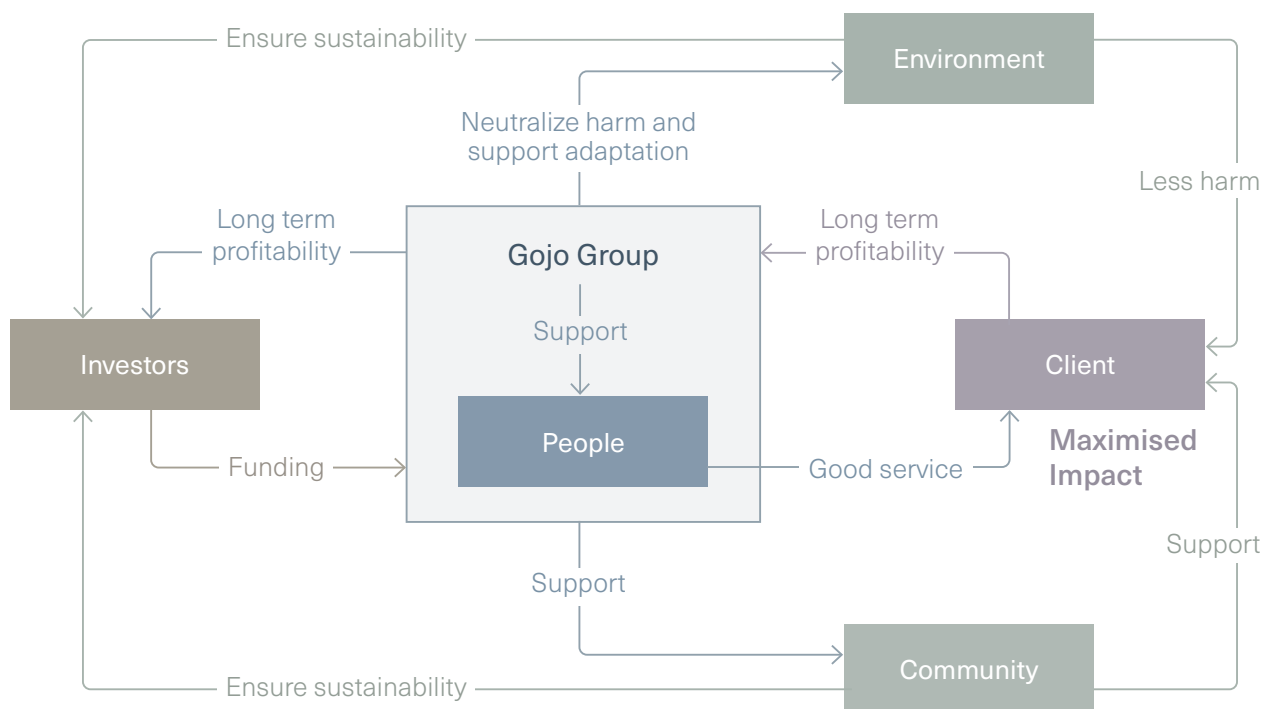 Ensure sustainability
Environment
Neutralize harm and
support adaptation
Less harm
Long term
profitability
Gojo Group
Long term
profitability
Support
Investors
Client
People
Maximised
Impact
Funding
Good service
Support
Support
Community
Ensure sustainability